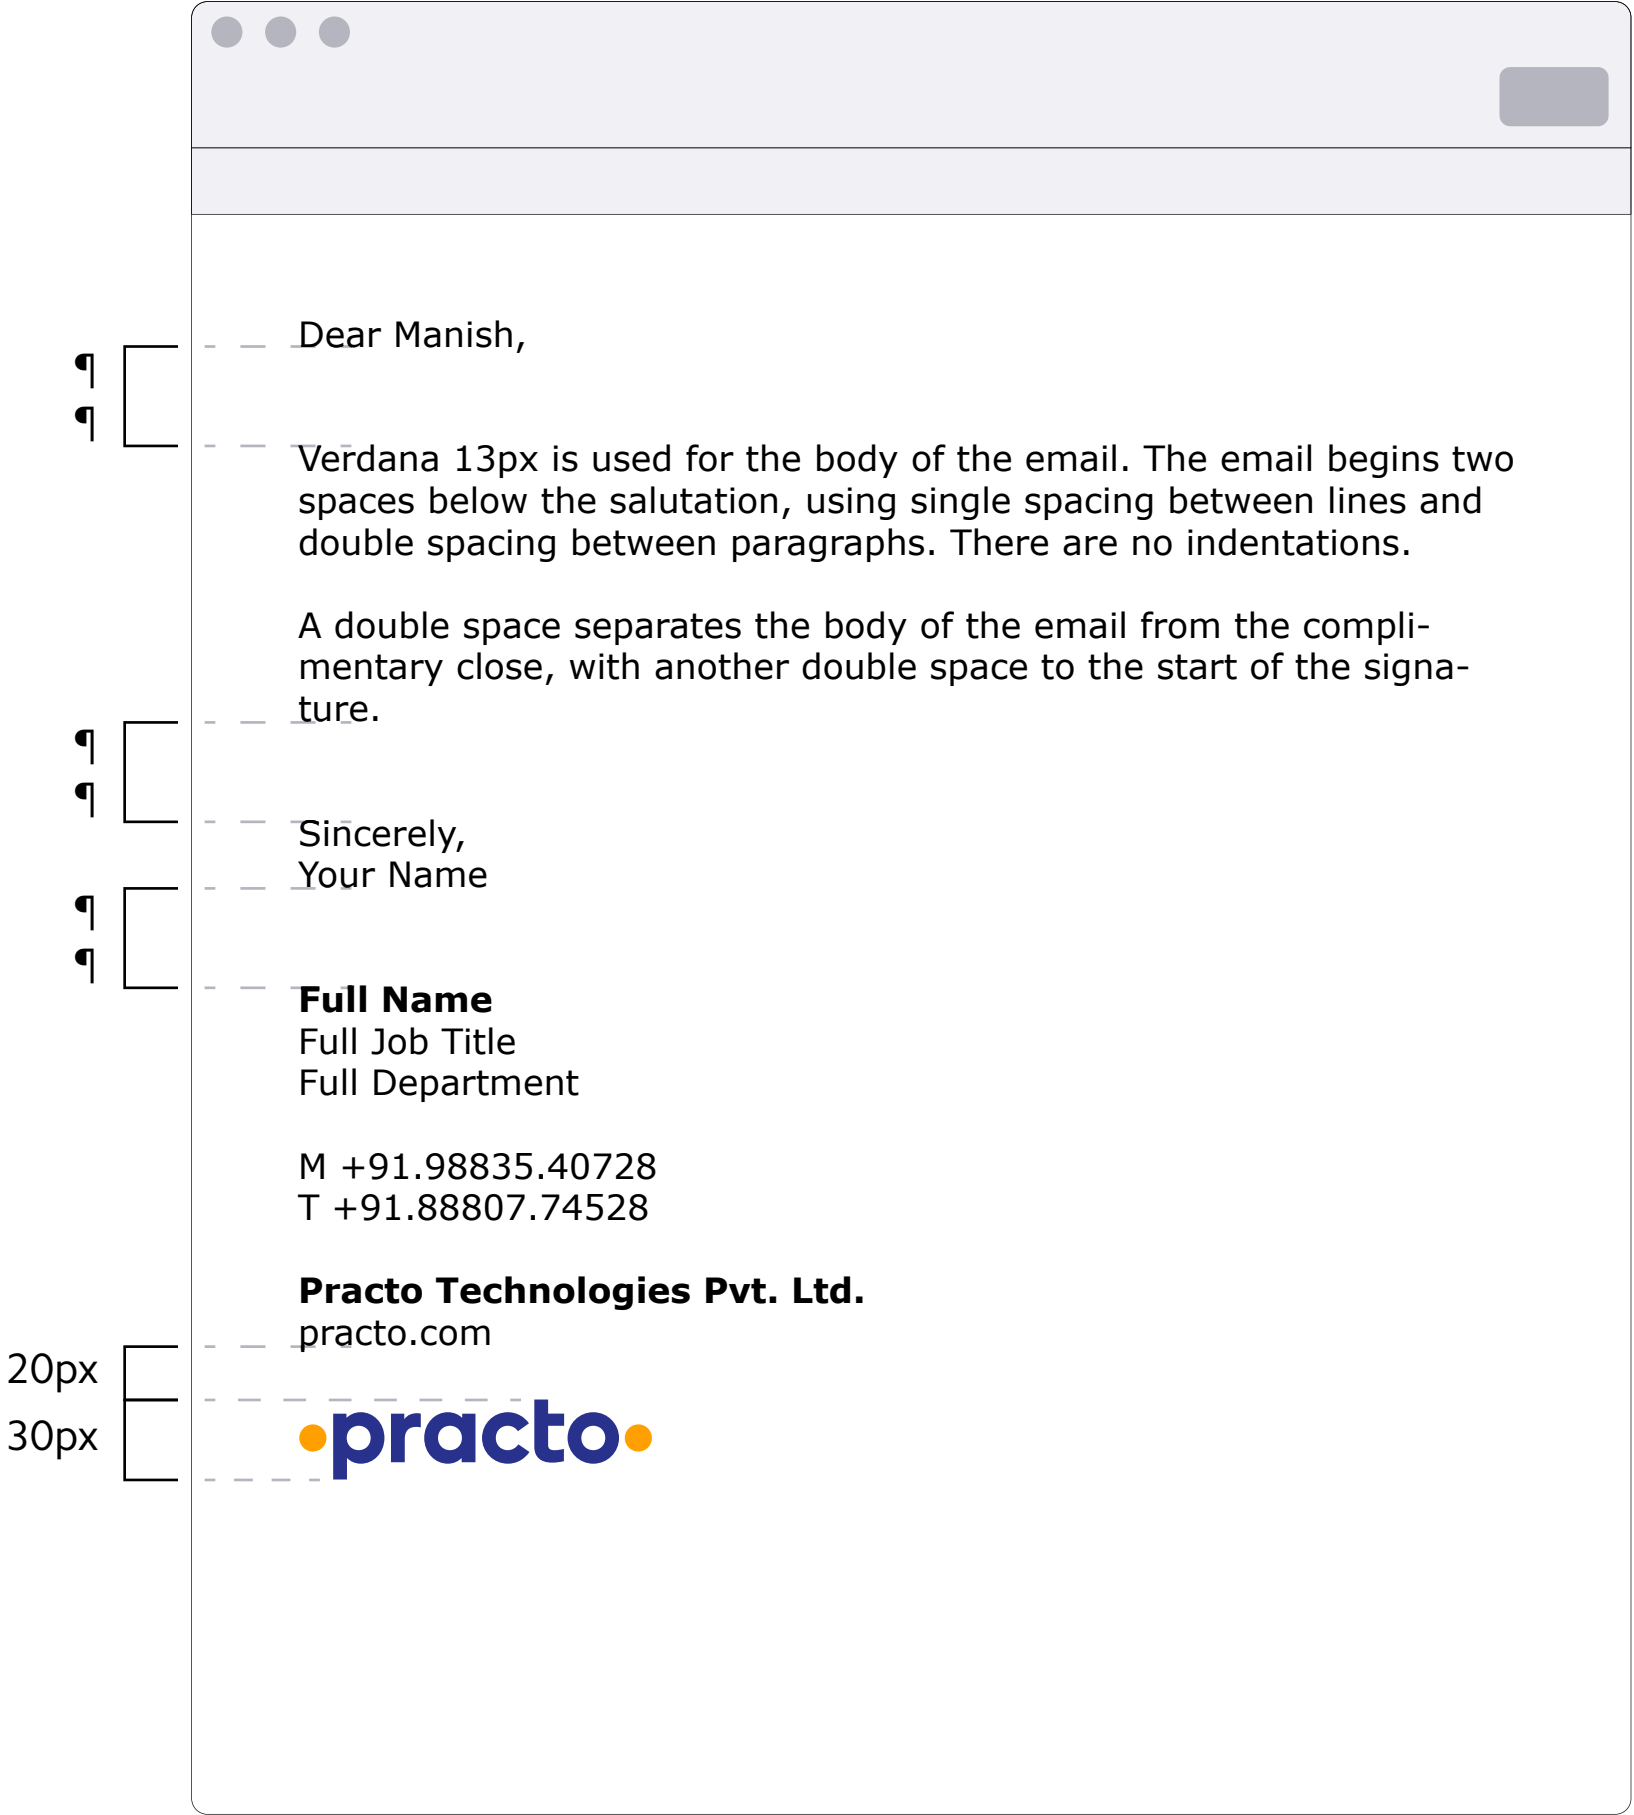 Dear Manish,
¶
¶
Verdana 13px is used for the body of the email. The email begins two
spaces below the salutation, using single spacing between lines and
double spacing between paragraphs. There are no indentations.
A double space separates the body of the email from the compli-
mentary close, with another double space to the start of the signa-
ture.
¶
¶
Sincerely,
Your Name
¶
¶
Full Name
Full Job Title
Full Department
M +91.98835.40728
T +91.88807.74528
Practo Technologies Pvt. Ltd.
practo.com
20px
30px
•practo•